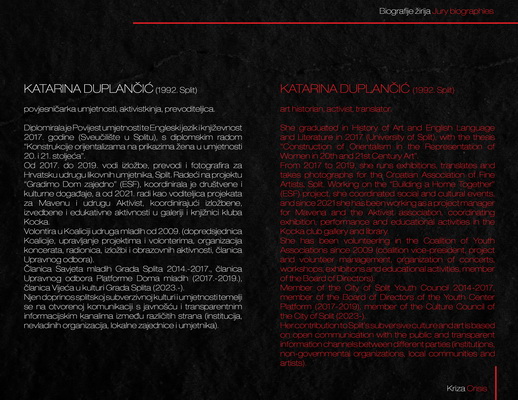 Biografije žirija Jury biographies
KATARINA DUPLANČIĆ (1992. Split)
povjesničarka umjetnosti, aktivistkinja, prevoditeljica.
Diplomirala je Povijest umjetnosti te Engleski jezik i književnost
2017. godine (Sveučilište u Splitu), s diplomskim radom
"Konstrukcije orijentalizama na prikazima žena u umjetnosti
20. i 21. stoljeća".
Od 2017. do 2019. vodi izložbe, prevodi i fotografira za
Hrvatsku udrugu likovnih umjetnika, Split. Radeći na projektu
"Gradimo Dom zajedno" (ESF), koordinirala je društvene i
kulturne događaje, a od 2021. radi kao voditeljica projekata
za Mavenu i udrugu Aktivist, koordinirajući izložbene,
izvedbene i edukativne aktivnosti u galeriji i knjižnici kluba
Kocka.
Volontira u Koaliciji udruga mladih od 2009. (dopredsjednica
Koalicije, upravljanje projektima i volonterima, organizacija
koncerata, radionica, izložbi i obrazovnih aktivnosti, članica
Upravnog odbora).
Članica Savjeta mladih Grada Splita 2014.-2017., članica
Upravnog odbora Platforme Doma mladih (2017.-2019.),
članica Vijeća u kulturi Grada Splita (2023.-).
Njen doprinos splitskoj subverzivnoj kulturi i umjetnosti temelji
se na otvorenoj komunikaciji s javnošću i transparentnim
informacijskim kanalima između različitih strana (institucija,
nevladinih organizacija, lokalne zajednice i umjetnika).
KATARINA DUPLANČIĆ (1992. Split)
art historian, activist, translator.
She graduated in History of Art and English Language
and Literature in 2017. (University of Split), with the thesis
"Construction of Orientalism in the Representation of
Women in 20th and 21st Century Art".
From 2017 to 2019, she runs exhibitions, translates and
takes photographs for the Croatian Association of Fine
Artists, Split. Working on the "Building a Home Together"
(ESF) project, she coordinated social and cultural events,
and since 2021 she has been working as a project manager
for Mavena and the Aktivist association, coordinating
exhibition, performance and educational activities in the
Kocka club gallery and library.
She has been volunteering in the Coalition of Youth
Associations since 2009 (coalition vice-president, project
and volunteer management, organization of concerts,
workshops, exhibitions and educational activities, member
of the Board of Directors).
Member of the City of Split Youth Council 2014-2017,
member of the Board of Directors of the Youth Center
Platform (2017-2019), member of the Culture Council of
the City of Split (2023-).
Her contribution to Split's subversive culture and art is based
on open communication with the public and transparent
information channels between different parties (institutions,
non-governmental organizations, local communities and
artists).
Kriza Crisis